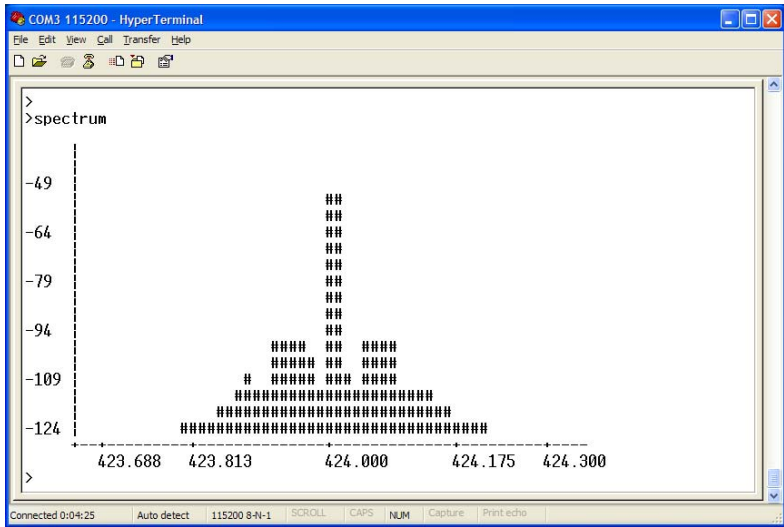 COM3 115200 - HyperTerminal
File Edit View Call Transfer Help
>
>spectrum
-49
##
##
-64 ##
##
##
-79 ##
##
##
-94 ##
#### ## ####
##### ## ####
-109 # ##### ### ####
######################
##########################
-124 ##################################
423.688 423.813 424.000 424.175 424.300
>
Connected 0:04:25 Auto detect 115200 8-N-1 SCROLL CAPS NUM Capture Print echo